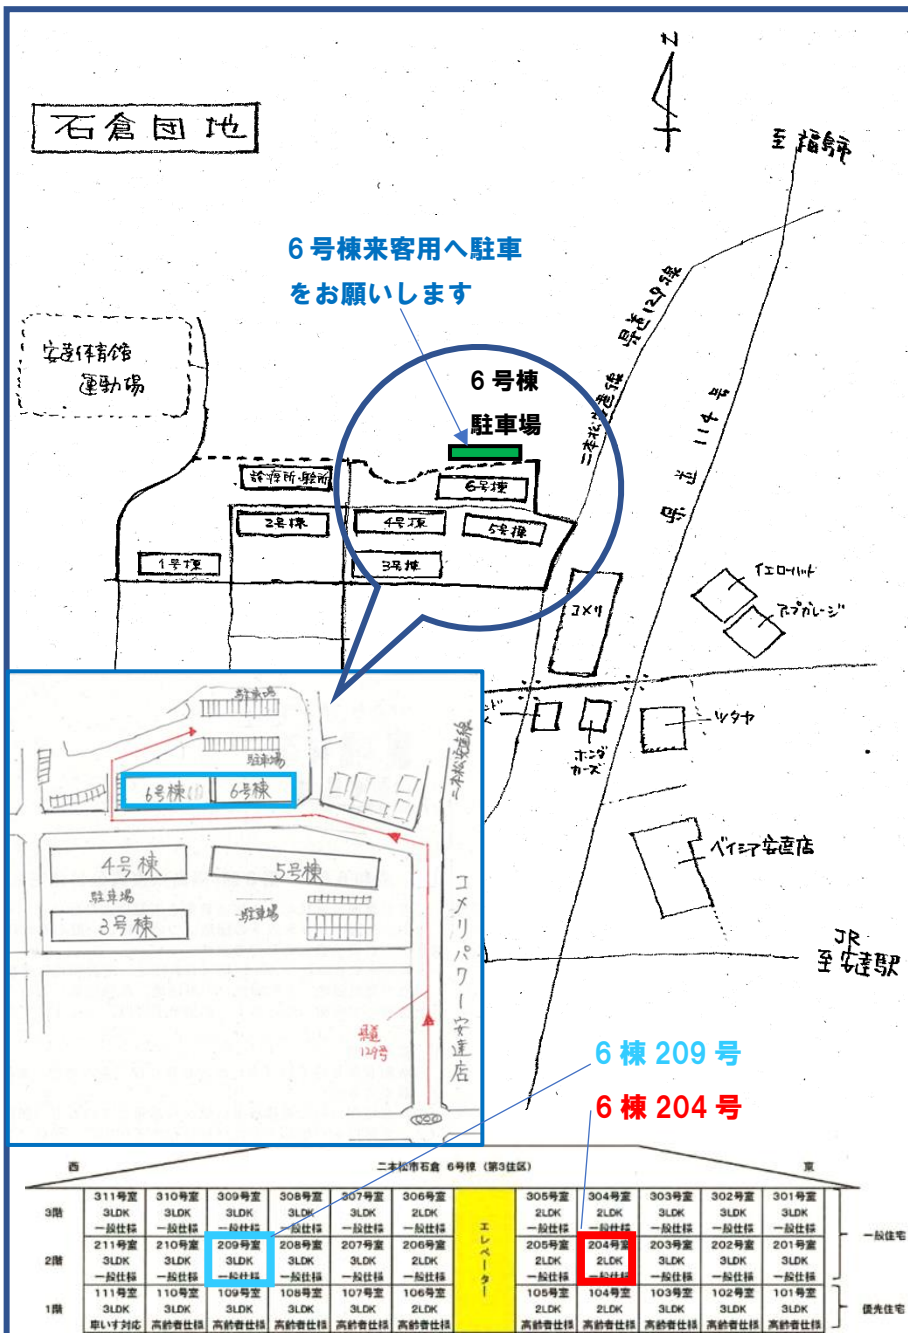 石倉団地
N
至 福島市
6号棟来客用へ駐車
をお願いします
県道129号線
二本松安達線
県道 114号
安達体育館
運動場
6号棟
駐車場
診療所・駐所
6号棟
2号棟
4号棟
5号棟
1号棟
3号棟
コメリ
イエローハット
アップガレージ
ホンダ
カーズ
ツタヤ
ベイシア安達店
JR
至安達駅
駐車場
駐車場
6号棟(1)
6号棟
二本松安達線
4号棟
5号棟
駐車場
駐車場
3号棟
コメリパワー安達店
県道
129号
6棟 209号
6棟 204号
西
二本松市石倉 6号棟（第3住区）
東
3階
311号室 310号室 309号室 308号室 307号室 306号室 305号室 304号室 303号室 302号室 301号室
3LDK 3LDK 3LDK 3LDK 3LDK 2LDK 2LDK 2LDK 3LDK 3LDK 3LDK
一般仕様 一般仕様 一般仕様 一般仕様 一般仕様 一般仕様 一般仕様 一般仕様 一般仕様 一般仕様 一般仕様
エレベーター
一般住宅
2階
211号室 210号室 209号室 208号室 207号室 206号室 205号室 204号室 203号室 202号室 201号室
3LDK 3LDK 3LDK 3LDK 3LDK 2LDK 2LDK 2LDK 3LDK 3LDK 3LDK
一般仕様 一般仕様 一般仕様 一般仕様 一般仕様 一般仕様 一般仕様 一般仕様 一般仕様 一般仕様 一般仕様
1階
111号室 110号室 109号室 108号室 107号室 106号室 105号室 104号室 103号室 102号室 101号室
3LDK 3LDK 3LDK 3LDK 3LDK 2LDK 2LDK 2LDK 3LDK 3LDK 3LDK
車いす対応 高齢者仕様 高齢者仕様 高齢者仕様 高齢者仕様 高齢者仕様 高齢者仕様 高齢者仕様 高齢者仕様 高齢者仕様 高齢者仕様
優先住宅